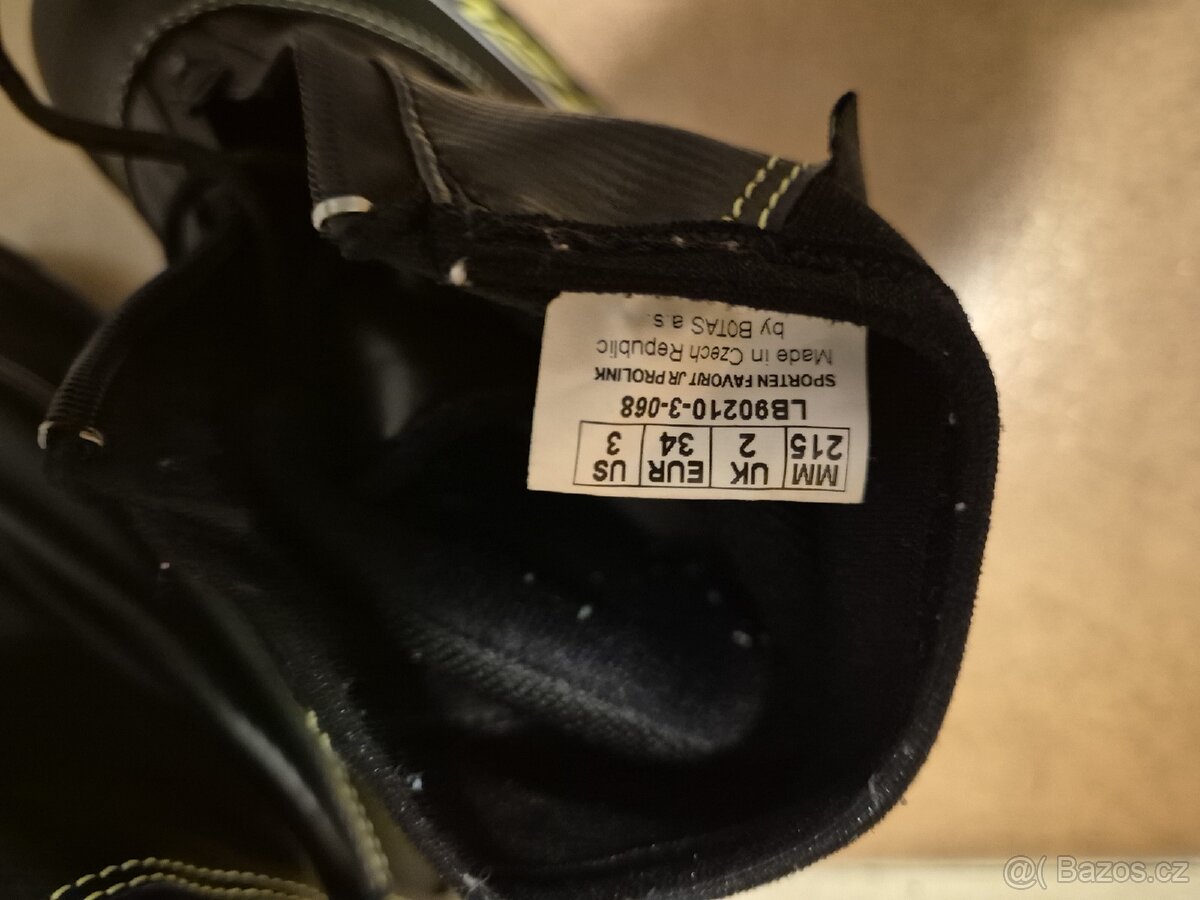 MM UK EUR US
215 2 34 3
LB90210-3-068
SPORTEN FAVORIT JR PROLINK
Made in Czech Republic
by BOTAS a.s.
@( Bazos.cz